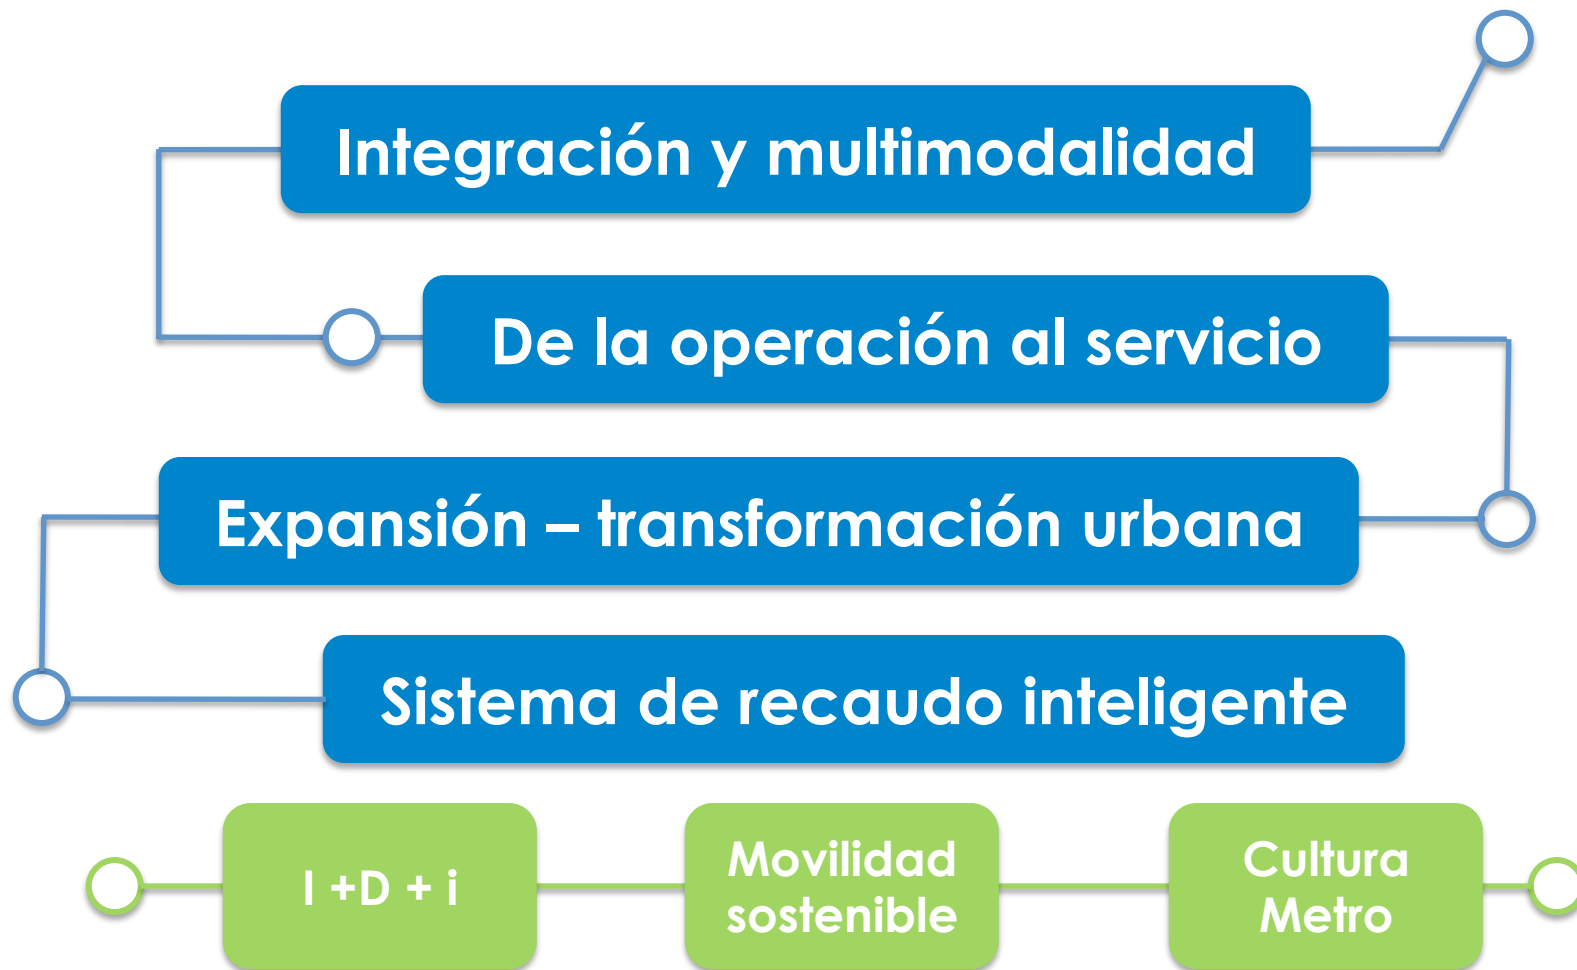 Integración y multimodalidad
De la operación al servicio
Expansión – transformación urbana
Sistema de recaudo inteligente
I +D + i
Movilidad
sostenible
Cultura
Metro